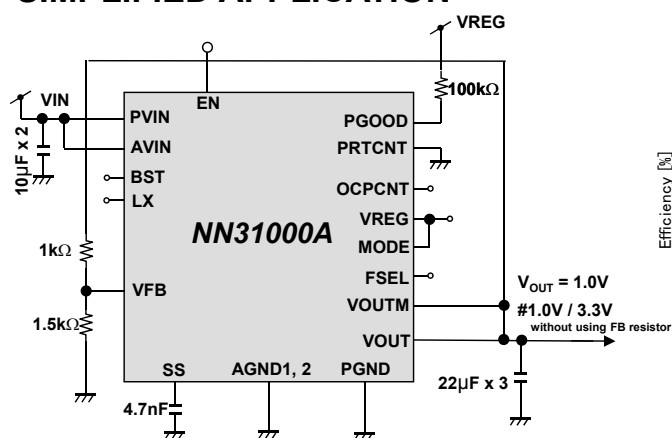 SIMPLIFIED APPLICATION
VREG
EN
100kΩ
VIN
PVIN
PGOOD
AVIN
PRTCNT
10µF x 2
BST
OCPCNT
LX
VREG
NN31000A
MODE
1kΩ
FSEL
VFB
VOUT = 1.0V
VOUTM
#1.0V / 3.3V
without using FB resistor
1.5kΩ
VOUT
SS
AGND1, 2
PGND
22µF x 3
4.7nF
Efficiency [%]